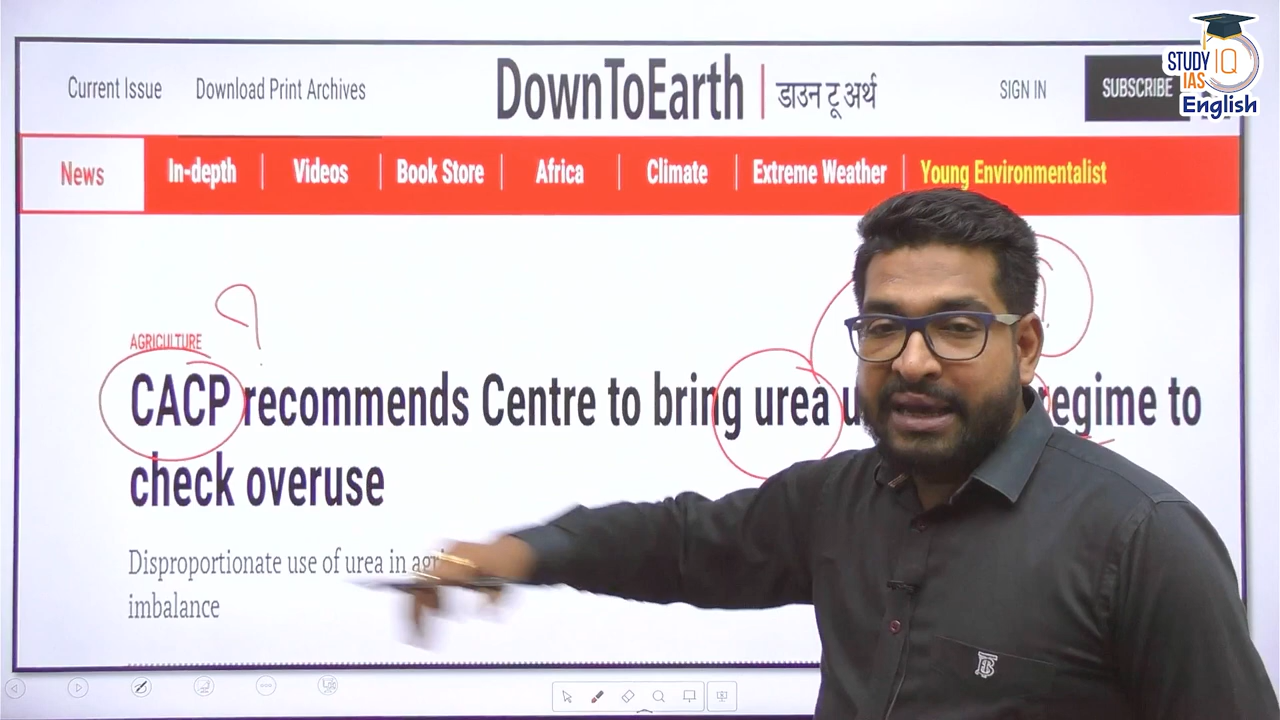 STUDY IQ
IAS
English
Current Issue Download Print Archives DownToEarth | डाउन टू अर्थ SIGN IN SUBSCRIBE
News In-depth | Videos | Book Store | Africa | Climate | Extreme Weather | Young Environmentalist
AGRICULTURE
CACP recommends Centre to bring urea regime to
check overuse
Disproportionate use of urea in
imbalance